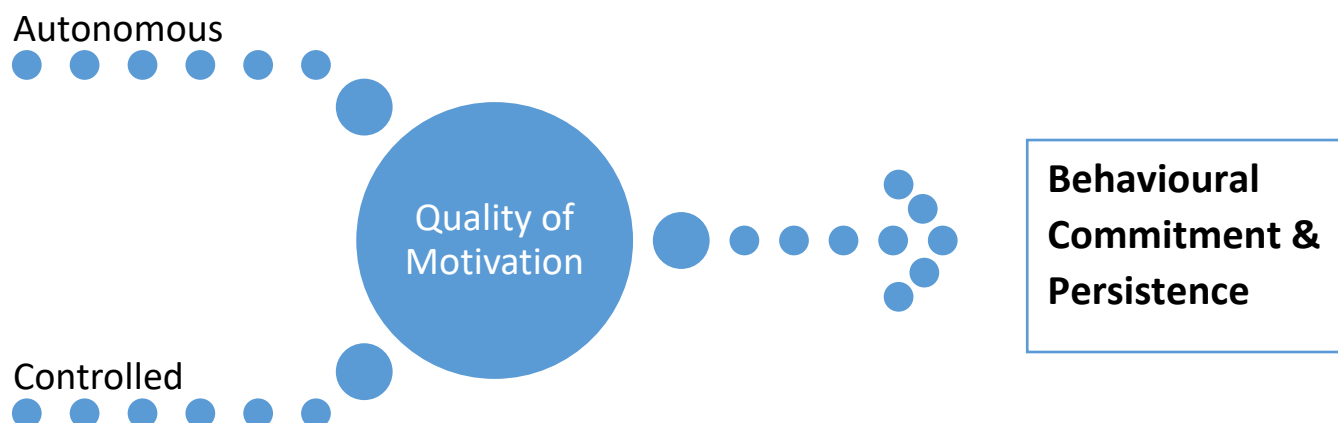 Autonomous
Quality of
Motivation
Behavioural
Commitment &
Persistence
Controlled